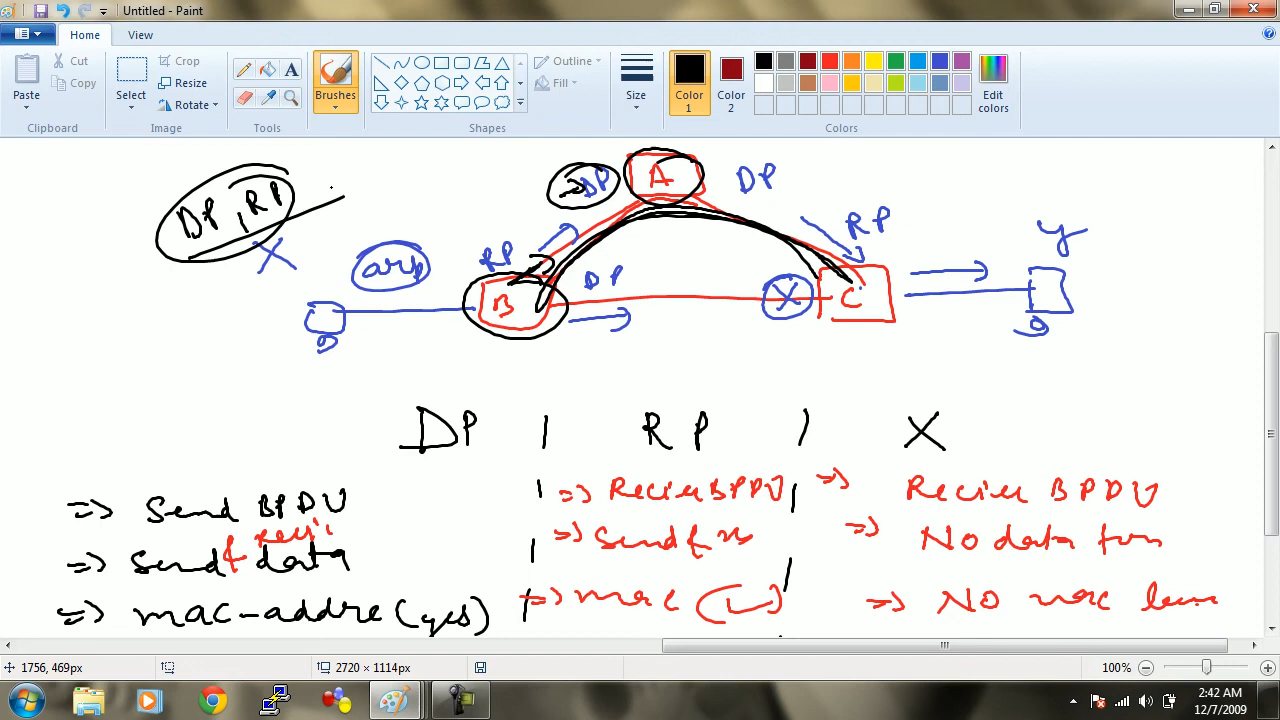 Untitled - Paint
Home View
Paste
Cut
Copy
Clipboard
Select
Crop
Resize
Rotate
Image
Tools
Brushes
Shapes
Outline
Fill
Size
Color 1
Color 2
Edit colors
Colors
DP, RP
X
arp
=> DP
A
DP
RP
RP
B
DP
X
C
Y
DP | RP | X
=> Send BPDU | => Reciev BPDU | => Reciev BPDU
=> Send & reci data | => Send & | => No data
=> mac-addre (yes) | => mac (L) | => NO mac
1756, 469px
2720 × 1114px
100%
2:42 AM
12/7/2009